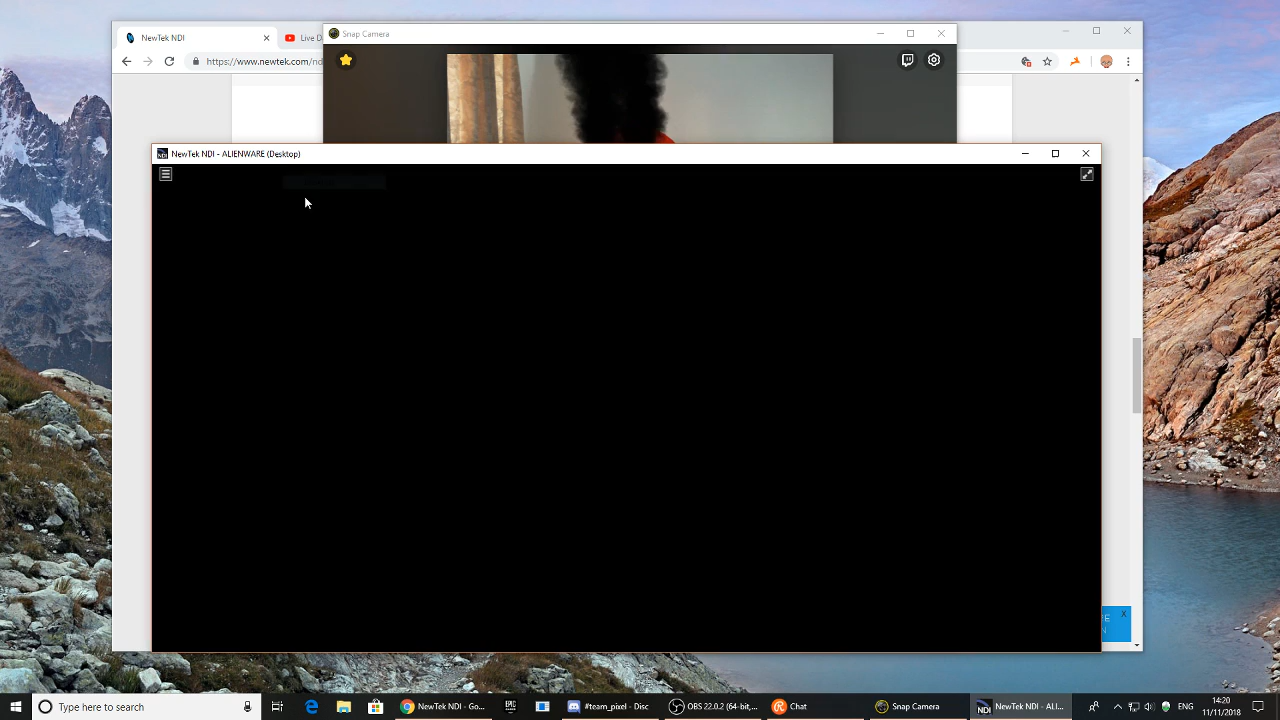 NewTek NDI
Live D
Snap Camera
https://www.newtek.com/nd
NewTek NDI - ALIENWARE (Desktop)
E
N
X
Type here to search
NewTek NDI - Go...
EPIC
#team_pixel - Disc
OBS 22.0.2 (64-bit,...
Chat
Snap Camera
NDI
NewTek NDI - ALI...
ENG
14:20
11/11/2018